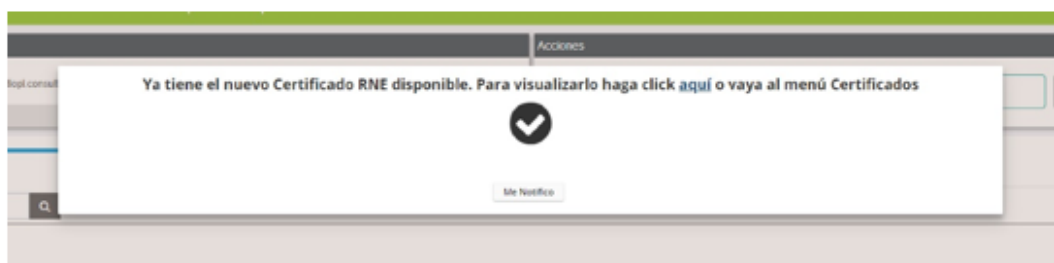 Acciones
Ya tiene el nuevo Certificado RNE disponible. Para visualizarlo haga click aquí o vaya al menú Certificados
Me Notifico